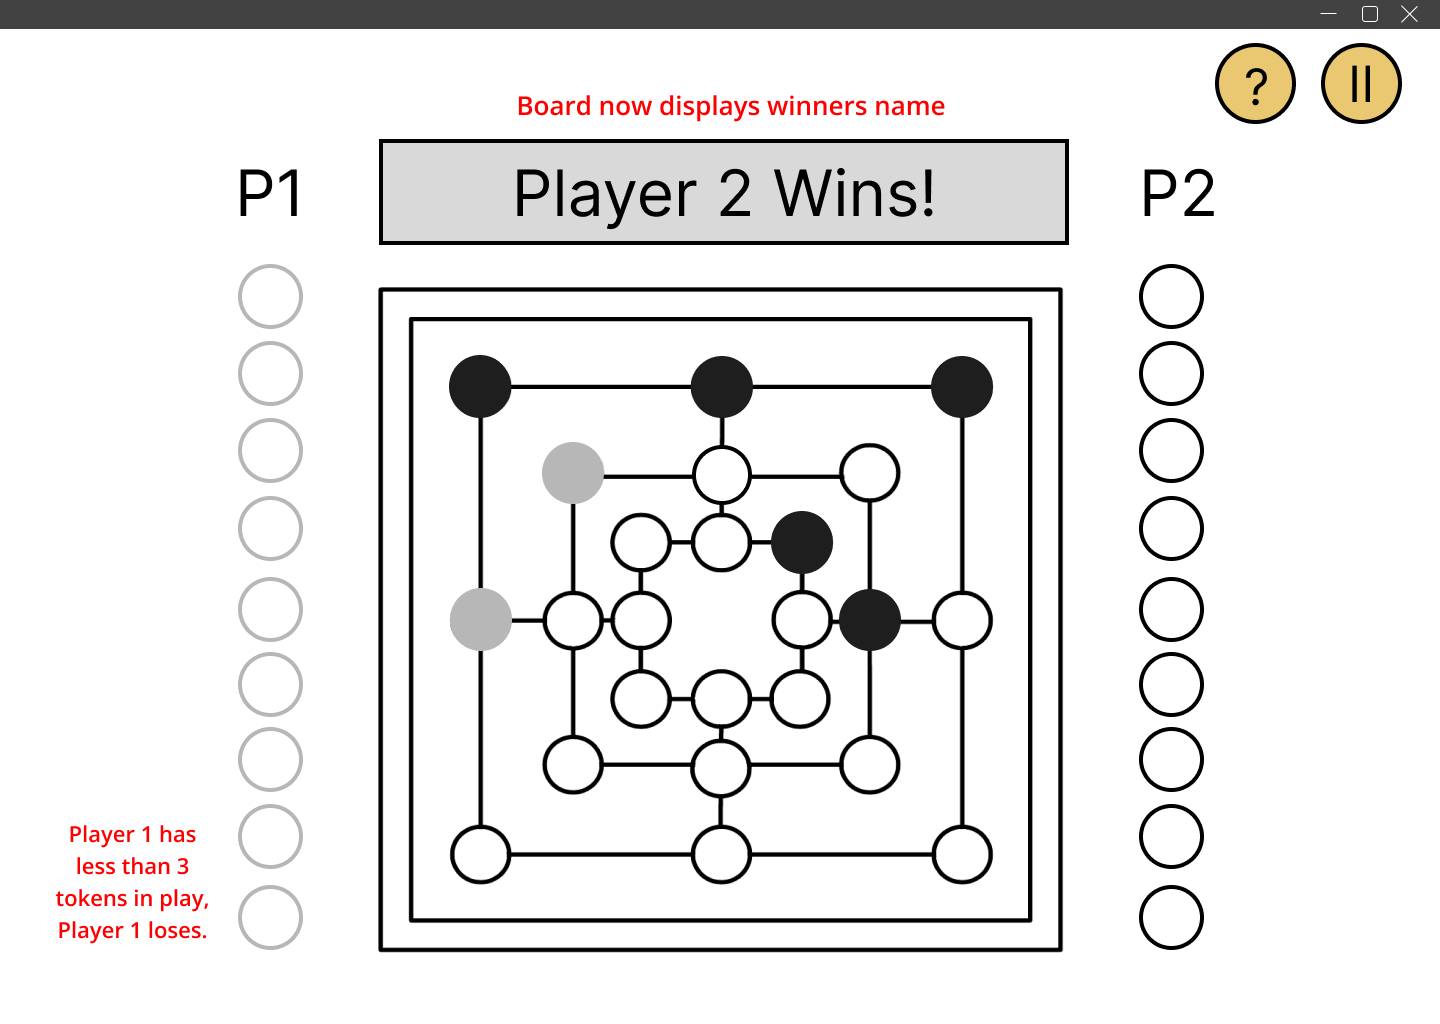 ?
Board now displays winners name
P1
Player 2 Wins!
P2
Player 1 has
less than 3
tokens in play,
Player 1 loses.